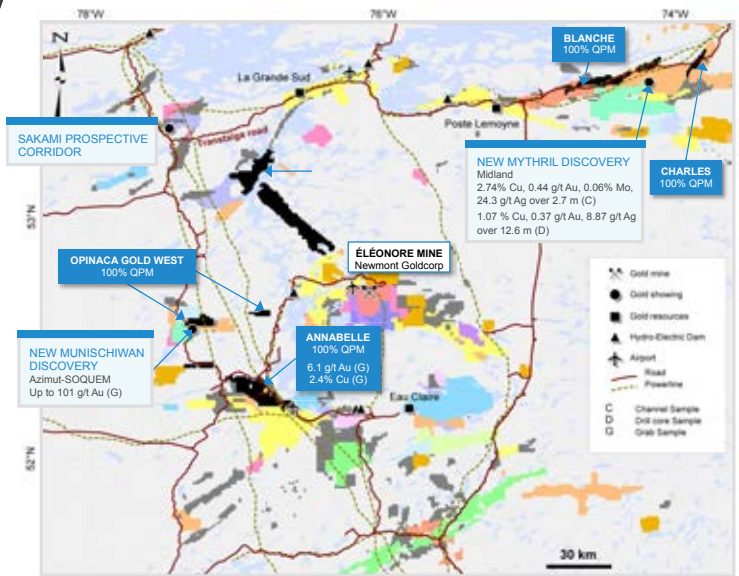 78°W
76°W
74°W
N
BLANCHE
100% QPM
La Grande Sud
Poste Lemoyne
Transtaiga road
SAKAMI PROSPECTIVE
CORRIDOR
NEW MYTHRIL DISCOVERY
Midland
2.74% Cu, 0.44 g/t Au, 0.06% Mo,
24.3 g/t Ag over 2.7 m (C)
1.07 % Cu, 0.37 g/t Au, 8.87 g/t Ag
over 12.6 m (D)
CHARLES
100% QPM
53°N
OPINACA GOLD WEST
100% QPM
ÉLÉONORE MINE
Newmont Goldcorp
NEW MUNISCHIWAN
DISCOVERY
Azimut-SOQUEM
Up to 101 g/t Au (G)
ANNABELLE
100% QPM
6.1 g/t Au (G)
2.4% Cu (G)
Eau Claire
52°N
Gold mine
Gold showing
Gold resources
Hydro-Electric Dam
Airport
Road
Powerline
C Channel Sample
D Drill core Sample
G Grab Sample
30 km